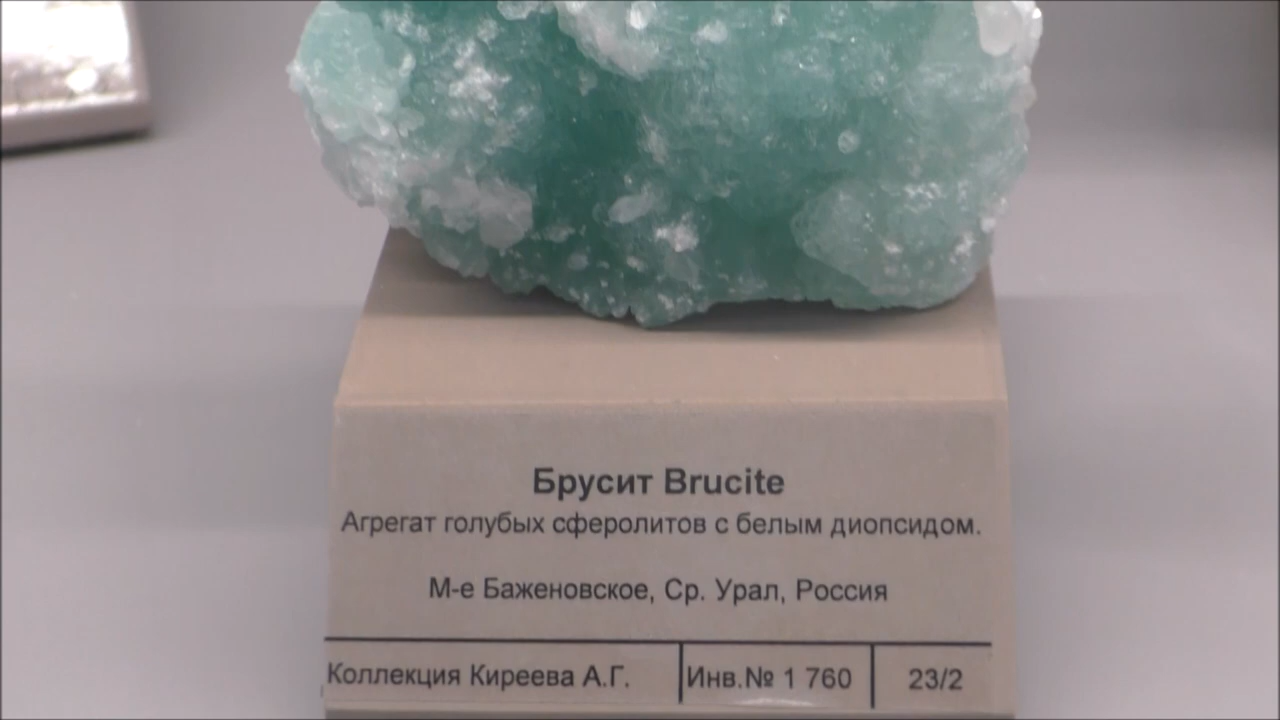 Брусит Brucite
Агрегат голубых сферолитов с белым диопсидом.
М-е Баженовское, Ср. Урал, Россия
Коллекция Киреева А.Г. Инв.№ 1 760 23/2